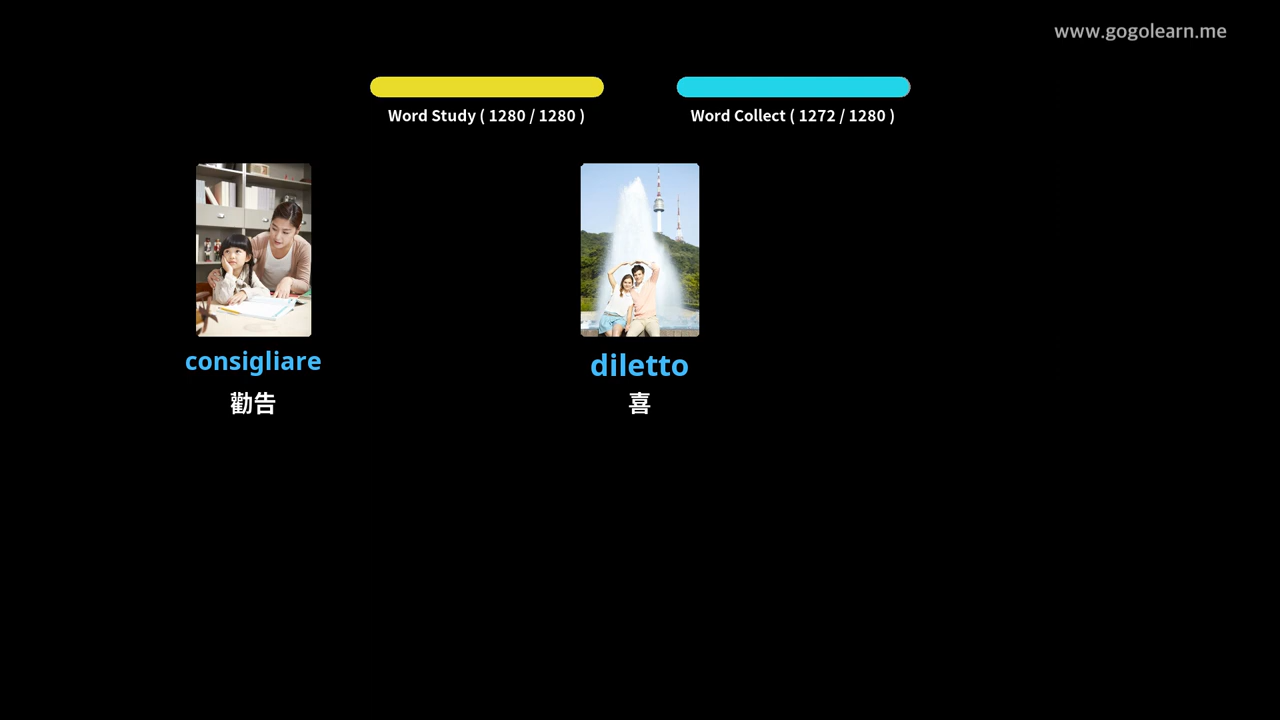 www.gogolearn.me
Word Study ( 1280 / 1280 )
Word Collect ( 1272 / 1280 )
consigliare
勸告
diletto
喜